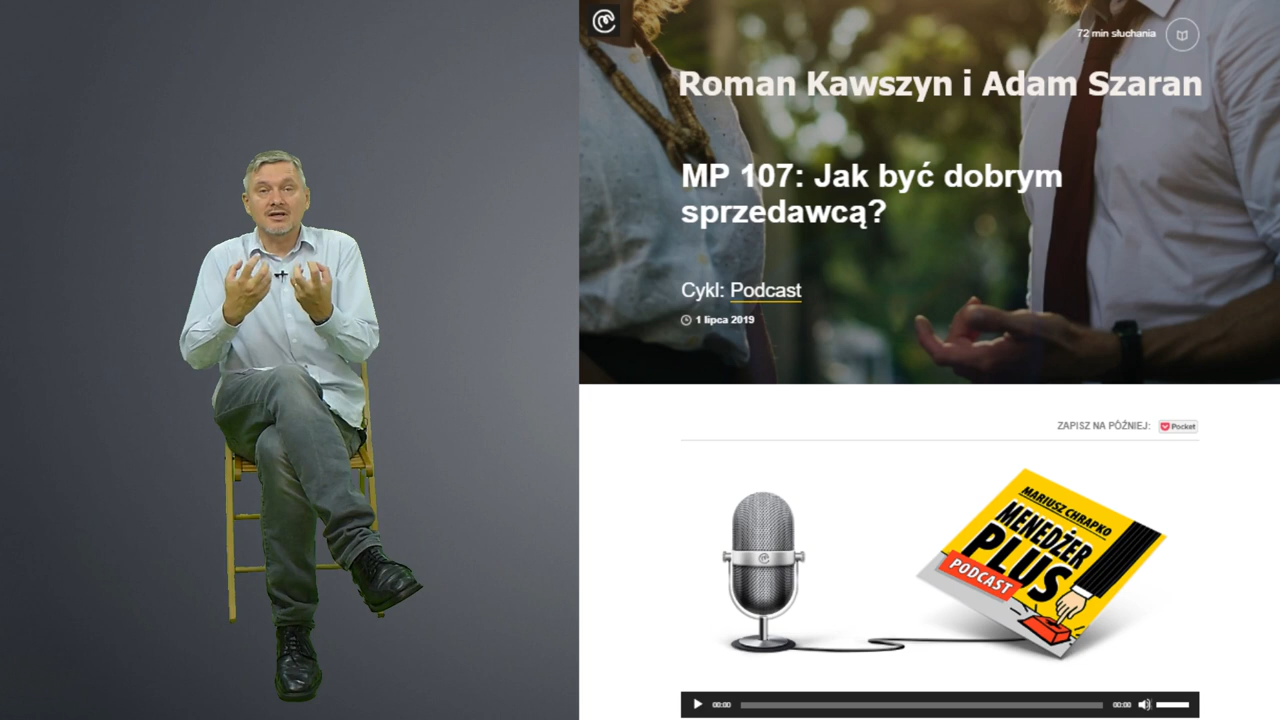 72 min słuchania
Roman Kawszyn i Adam Szaran
MP 107: Jak być dobrym
sprzedawcą?
Cykl: Podcast
1 lipca 2019
ZAPISZ NA PÓŹNIEJ: Pocket
MARIUSZ CHRAPKO
MENEDŻER
PLUS
PODCAST
00:00 00:00